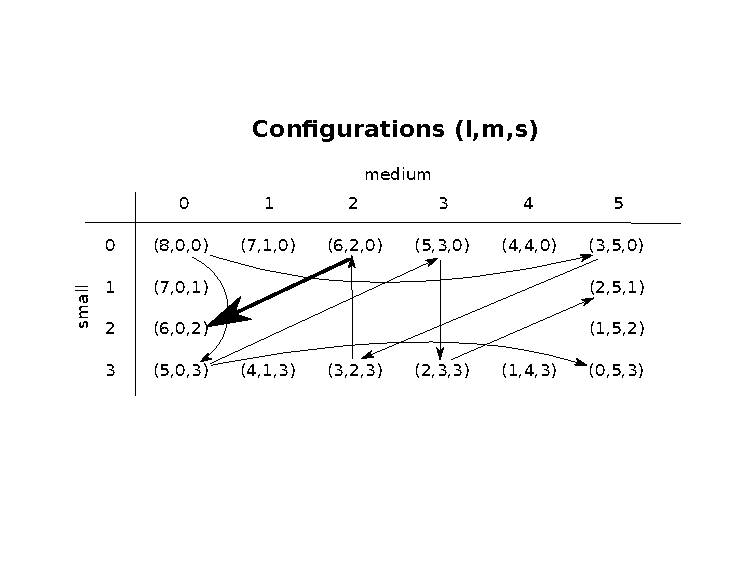 Configurations (l,m,s)
medium
0 1 2 3 4 5
small
0 (8,0,0) (7,1,0) (6,2,0) (5,3,0) (4,4,0) (3,5,0)
1 (7,0,1) (2,5,1)
2 (6,0,2) (1,5,2)
3 (5,0,3) (4,1,3) (3,2,3) (2,3,3) (1,4,3) (0,5,3)